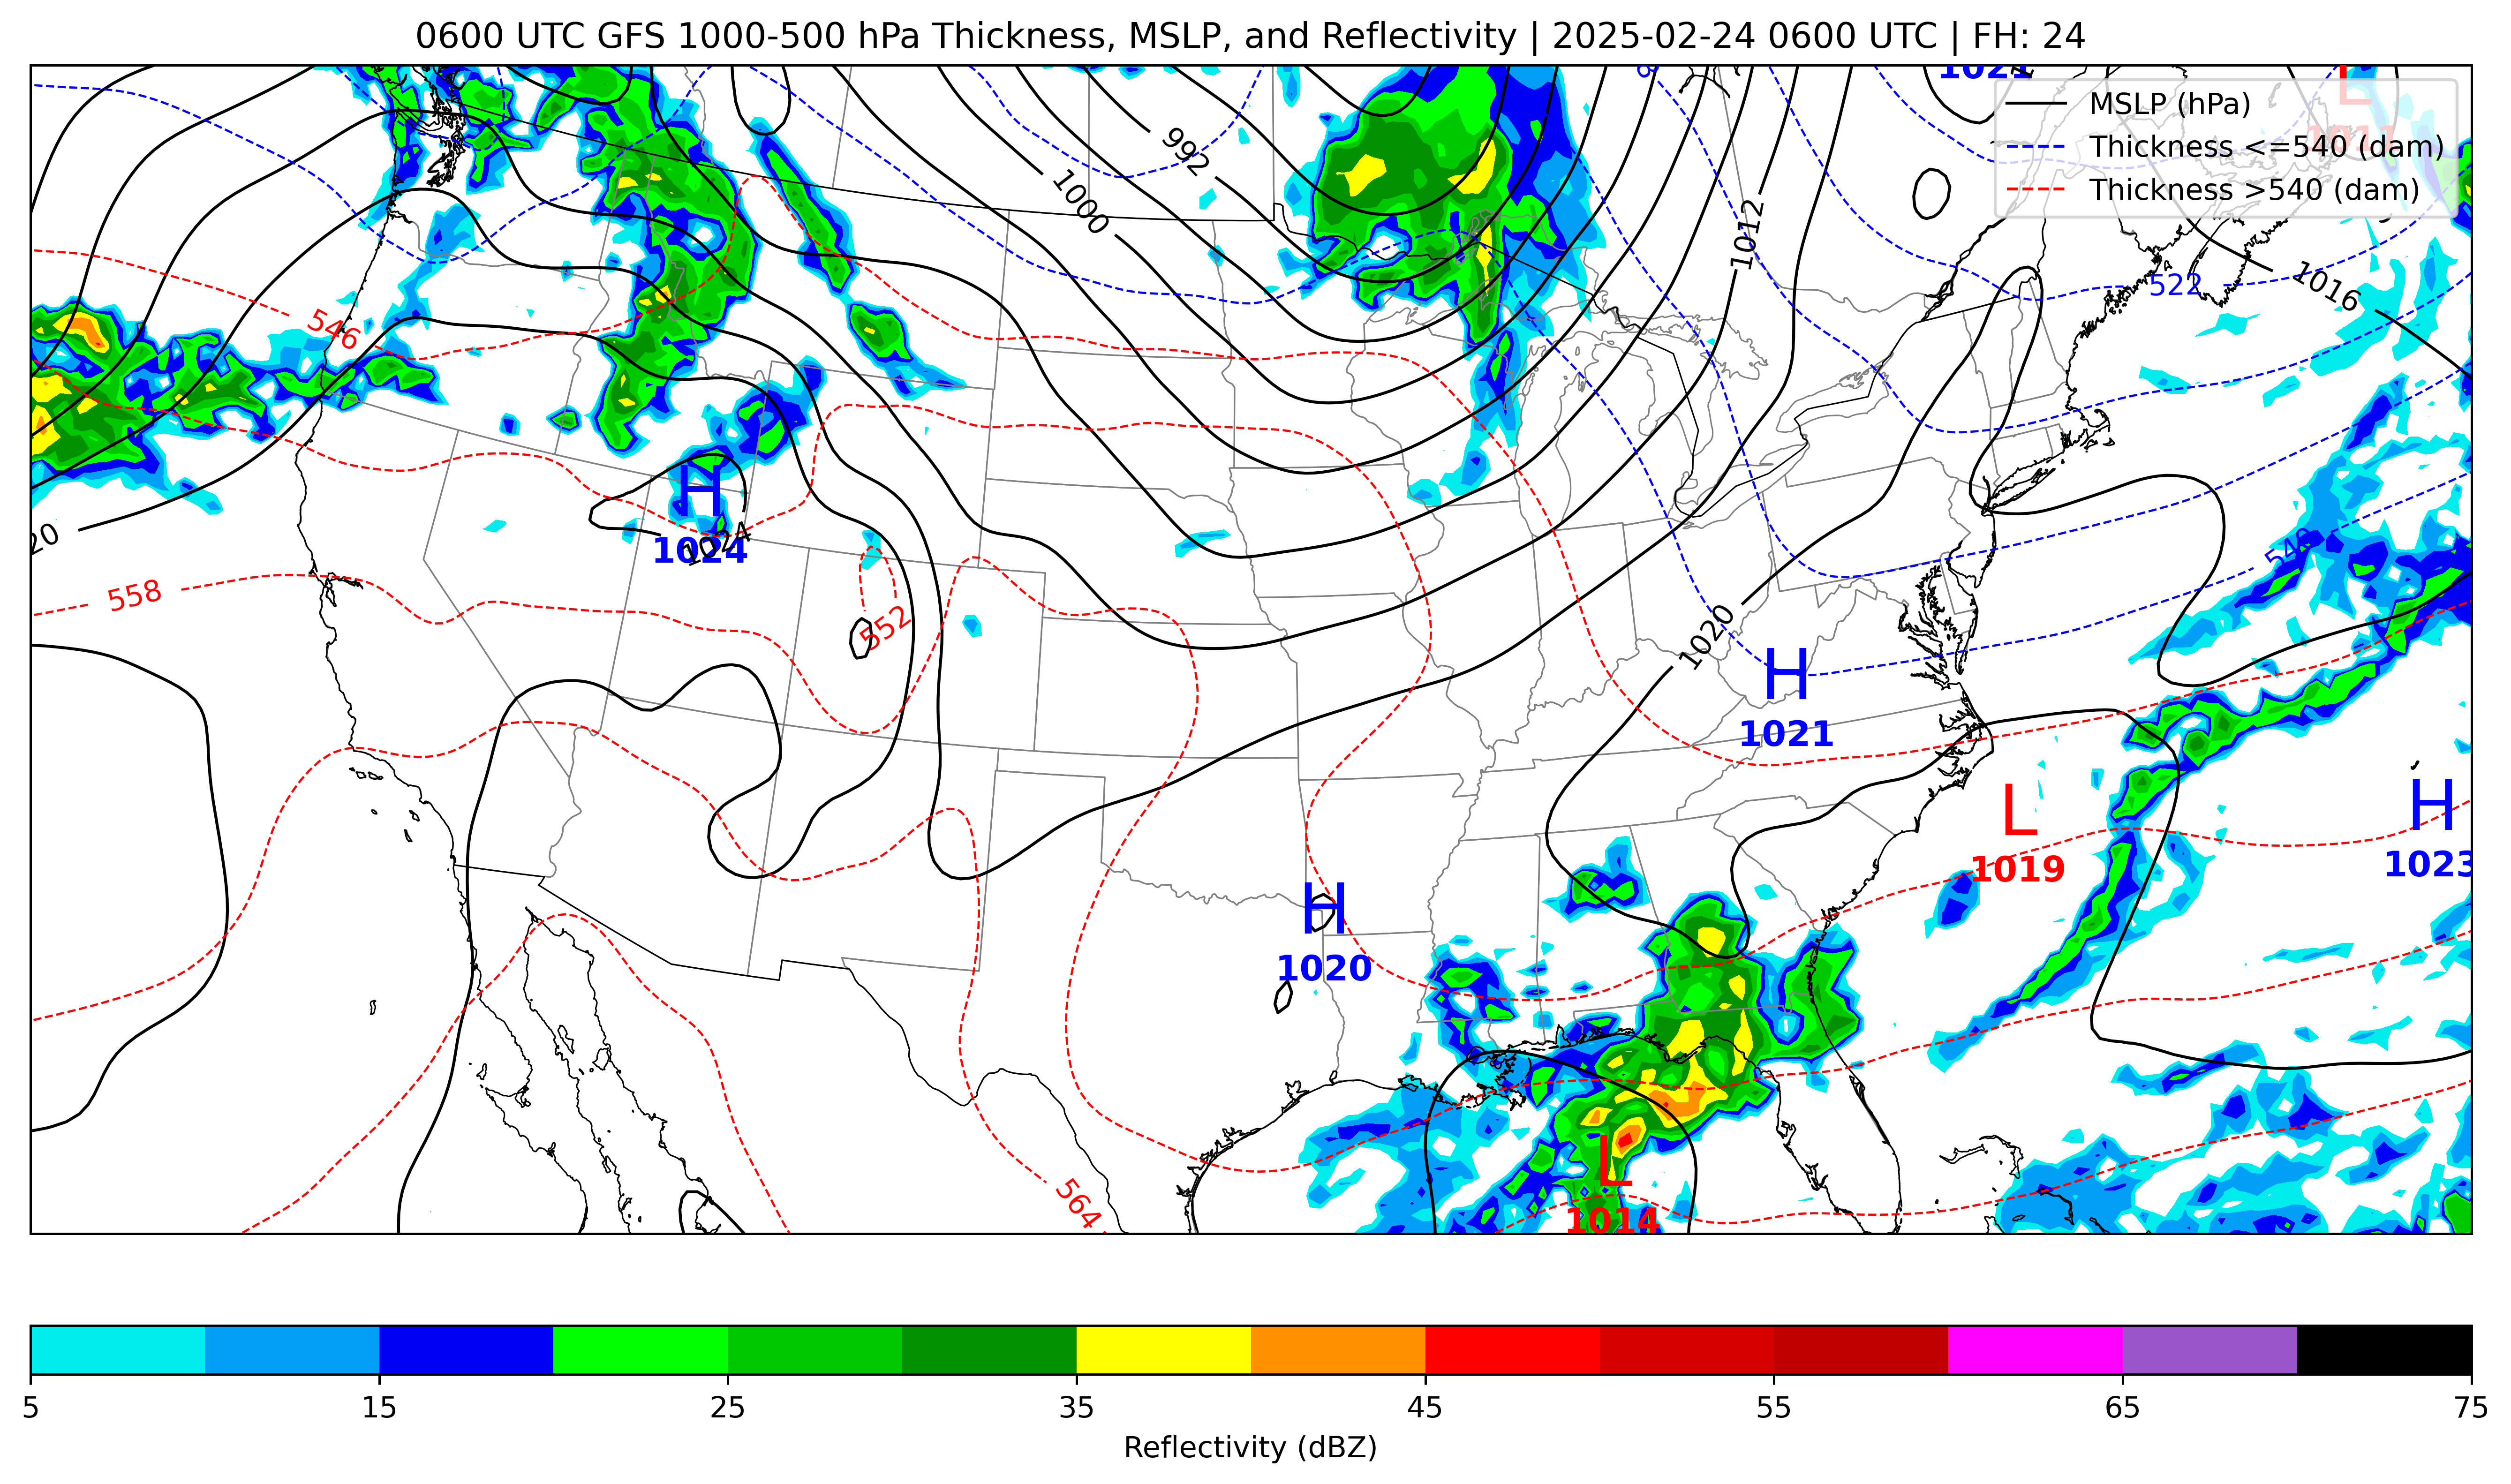 0600 UTC GFS 1000-500 hPa Thickness, MSLP, and Reflectivity | 2025-02-24 0600 UTC | FH: 24
1021
L
1011
MSLP (hPa)
Thickness <=540 (dam)
Thickness >540 (dam)
992
1000
1012
522
1016
546
H
1024
1024
20
540
558
552
1020
H
1021
L
1019
H
1023
H
1020
L
1014
564
5 15 25 35 45 55 65 75
Reflectivity (dBZ)